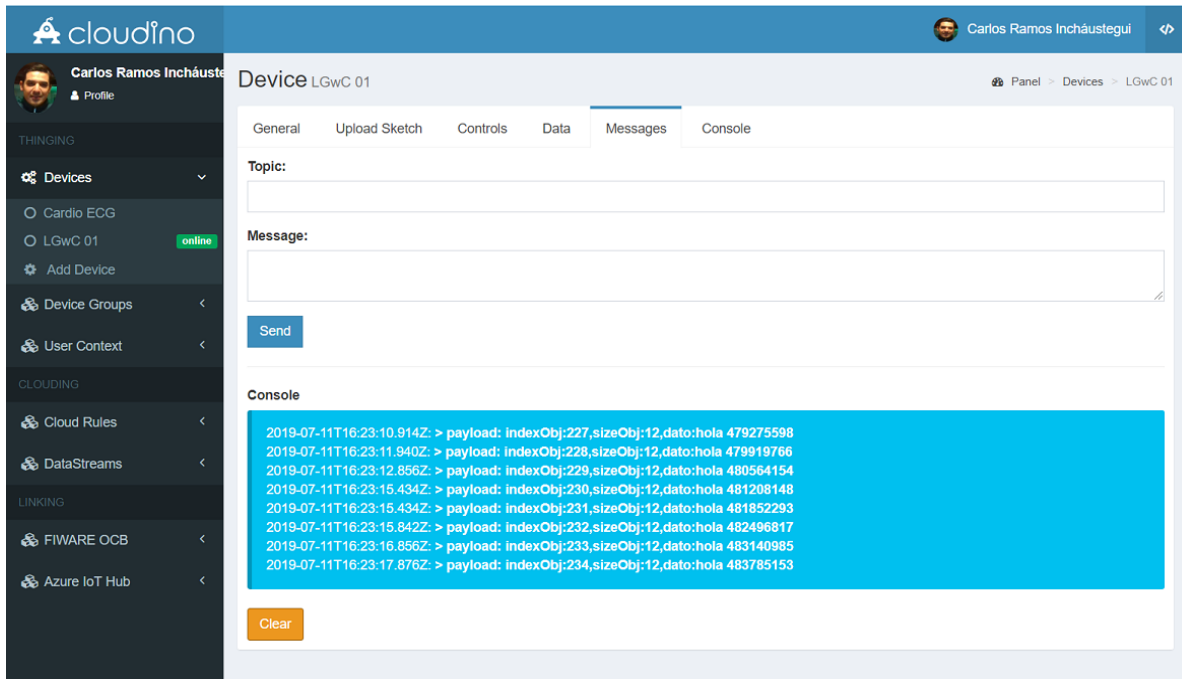 cloudino
Carlos Ramos Incháustegui
</>
Carlos Ramos Incháuste
Profile
THINGING
Devices
Cardio ECG
LGwC 01 online
Add Device
Device Groups
User Context
CLOUDING
Cloud Rules
DataStreams
LINKING
FIWARE OCB
Azure IoT Hub
Device LGwC 01
Panel > Devices > LGwC 01
General Upload Sketch Controls Data Messages Console
Topic:
Message:
Send
Console
2019-07-11T16:23:10.914Z: > payload: indexObj:227,sizeObj:12,dato:hola 479275598
2019-07-11T16:23:11.940Z: > payload: indexObj:228,sizeObj:12,dato:hola 479919766
2019-07-11T16:23:12.856Z: > payload: indexObj:229,sizeObj:12,dato:hola 480564154
2019-07-11T16:23:15.434Z: > payload: indexObj:230,sizeObj:12,dato:hola 481208148
2019-07-11T16:23:15.434Z: > payload: indexObj:231,sizeObj:12,dato:hola 481852293
2019-07-11T16:23:15.842Z: > payload: indexObj:232,sizeObj:12,dato:hola 482496817
2019-07-11T16:23:16.856Z: > payload: indexObj:233,sizeObj:12,dato:hola 483140985
2019-07-11T16:23:17.876Z: > payload: indexObj:234,sizeObj:12,dato:hola 483785153
Clear